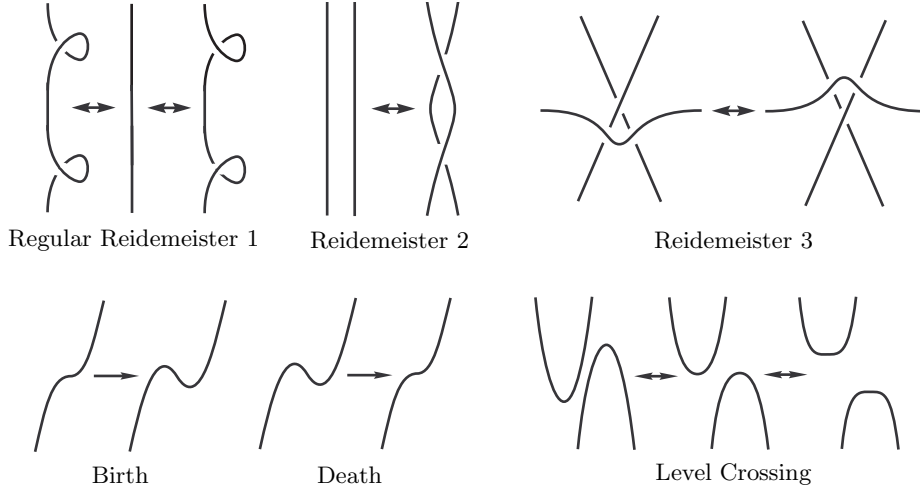 Regular Reidemeister 1
Reidemeister 2
Reidemeister 3
Birth
Death
Level Crossing